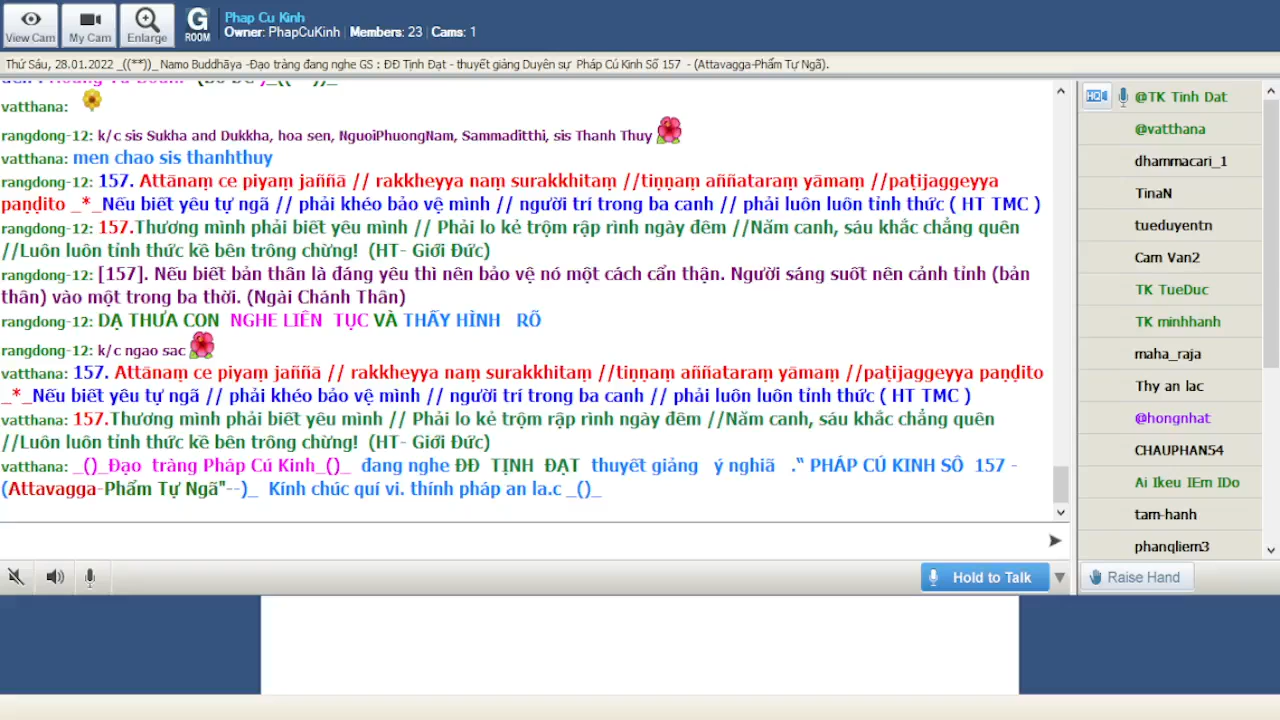 View Cam
My Cam
Enlarge
G
ROOM
Phap Cu Kinh
Owner: PhapCuKinh | Members: 23 | Cams: 1
Thứ Sáu, 28.01.2022 _((**))_ Namo Buddhāya -Đạo tràng đang nghe GS : ĐĐ Tịnh Đạt - thuyết giảng Duyên sự Pháp Cú Kinh Số 157 - (Attavagga-Phẩm Tự Ngã).
vatthana:
rangdong-12: k/c sis Sukha and Dukkha, hoa sen, NguoiPhuongNam, Sammaditthi, sis Thanh Thuy
vatthana: men chao sis thanhthuy
rangdong-12: 157. Attānaṃ ce piyaṃ jaññā // rakkheyya naṃ surakkhitaṃ //tiṇṇaṃ aññataraṃ yāmaṃ //paṭijaggeyya
paṇḍito _*_Nếu biết yêu tự ngã // phải khéo bảo vệ mình // người trí trong ba canh // phải luôn luôn tỉnh thức ( HT TMC )
rangdong-12: 157.Thương mình phải biết yêu mình // Phải lo kẻ trộm rập rình ngày đêm //Năm canh, sáu khắc chẳng quên
//Luôn luôn tỉnh thức kề bên trông chừng! (HT- Giới Đức)
rangdong-12: [157]. Nếu biết bản thân là đáng yêu thì nên bảo vệ nó một cách cẩn thận. Người sáng suốt nên cảnh tỉnh (bản
thân) vào một trong ba thời. (Ngài Chánh Thân)
rangdong-12: DẠ THƯA CON NGHE LIÊN TỤC VÀ THẤY HÌNH RÕ
rangdong-12: k/c ngao sac
vatthana: 157. Attānaṃ ce piyaṃ jaññā // rakkheyya naṃ surakkhitaṃ //tiṇṇaṃ aññataraṃ yāmaṃ //paṭijaggeyya paṇḍito
_*_Nếu biết yêu tự ngã // phải khéo bảo vệ mình // người trí trong ba canh // phải luôn luôn tỉnh thức ( HT TMC )
vatthana: 157.Thương mình phải biết yêu mình // Phải lo kẻ trộm rập rình ngày đêm //Năm canh, sáu khắc chẳng quên
//Luôn luôn tỉnh thức kề bên trông chừng! (HT- Giới Đức)
vatthana: _()_Đạo tràng Pháp Cú Kinh_()_ đang nghe ĐĐ TỊNH ĐẠT thuyết giảng ý nghiã ." PHÁP CÚ KINH SỐ 157 -
(Attavagga-Phẩm Tự Ngã"--)_ Kính chúc quí vi. thính pháp an la.c _()_
Hold to Talk
HQ
@TK Tinh Dat
@vatthana
dhammacari_1
TinaN
tueduyentn
Cam Van2
TK TueDuc
TK minhhanh
maha_raja
Thy an lac
@hongnhat
CHAUPHAN54
Ai Ikeu IEm IDo
tam-hanh
phanqliem3
Raise Hand